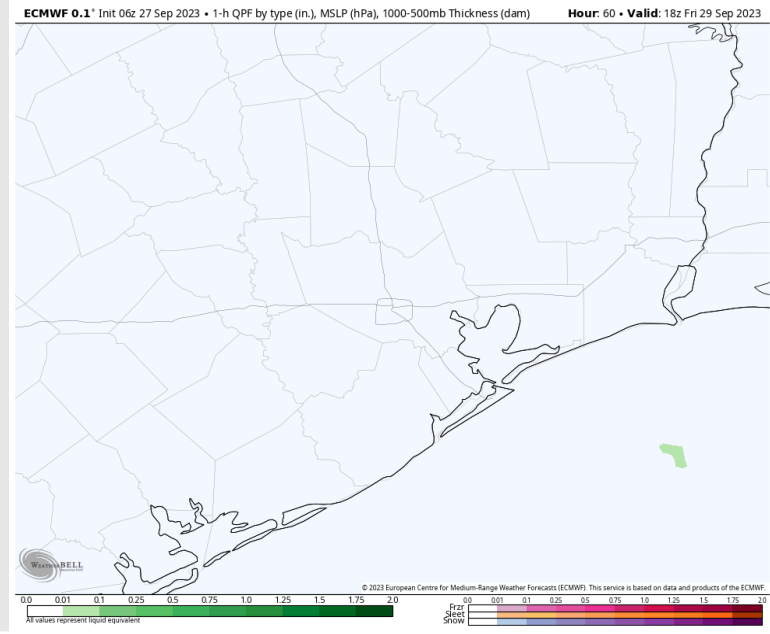 ECMWF 0.1° Init 06z 27 Sep 2023 • 1-h QPF by type (in.), MSLP (hPa), 1000-500mb Thickness (dam) Hour: 60 • Valid: 18z Fri 29 Sep 2023
WeatherBELL
© 2023 European Centre for Medium-Range Weather Forecasts (ECMWF). This service is based on data and products of the ECMWF.
0.0 0.01 0.1 0.25 0.5 0.75 1.0 1.25 1.5 1.75 2.0
All values represent liquid equivalent
0.0 0.01 0.1 0.25 0.5 0.75 1.0 1.25 1.5 1.75 2.0
Frzr
Sleet
Snow